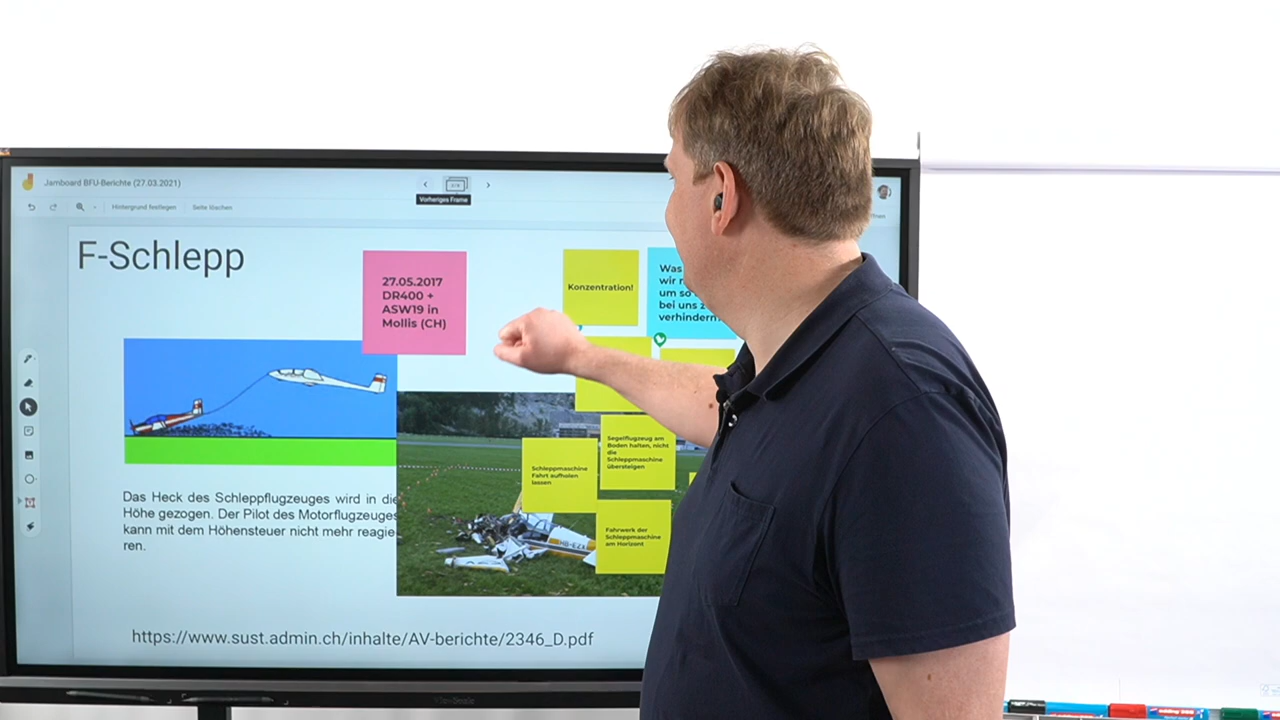 Jamboard BFU-Berichte (27.03.2021)
Vorheriges Frame
Hintergrund festlegen
Seite löschen
F-Schlepp
27.05.2017
DR400 +
ASW19 in
Mollis (CH)
Konzentration!
Was
wir
um so
bei uns
verhindern
Segelflugzeug am
Boden halten, nicht
die
Schleppmaschine
übersteigen
Schleppmaschine
Fahrt aufholen
lassen
Fahrwerk der
Schleppmaschine
am Horizont
HB-EZA
Das Heck des Schleppflugzeuges wird in die
Höhe gezogen. Der Pilot des Motorflugzeuges
kann mit dem Höhensteuer nicht mehr reagie-
ren.
https://www.sust.admin.ch/inhalte/AV-berichte/2346_D.pdf
ViewSonic
edding